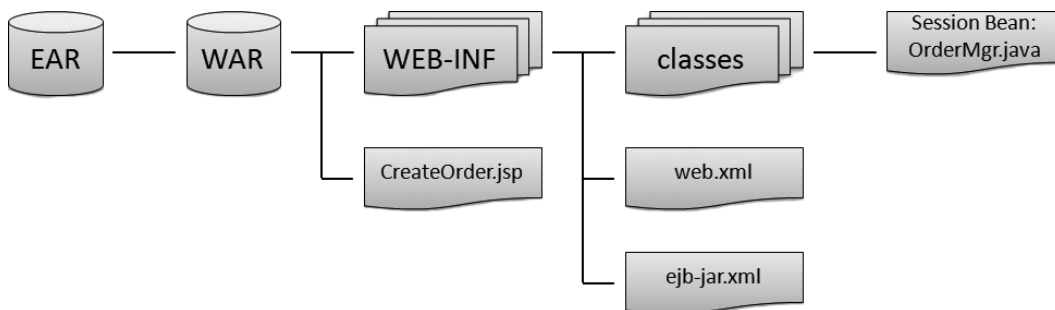 EAR
WAR
WEB-INF
classes
Session Bean:
OrderMgr.java
CreateOrder.jsp
web.xml
ejb-jar.xml